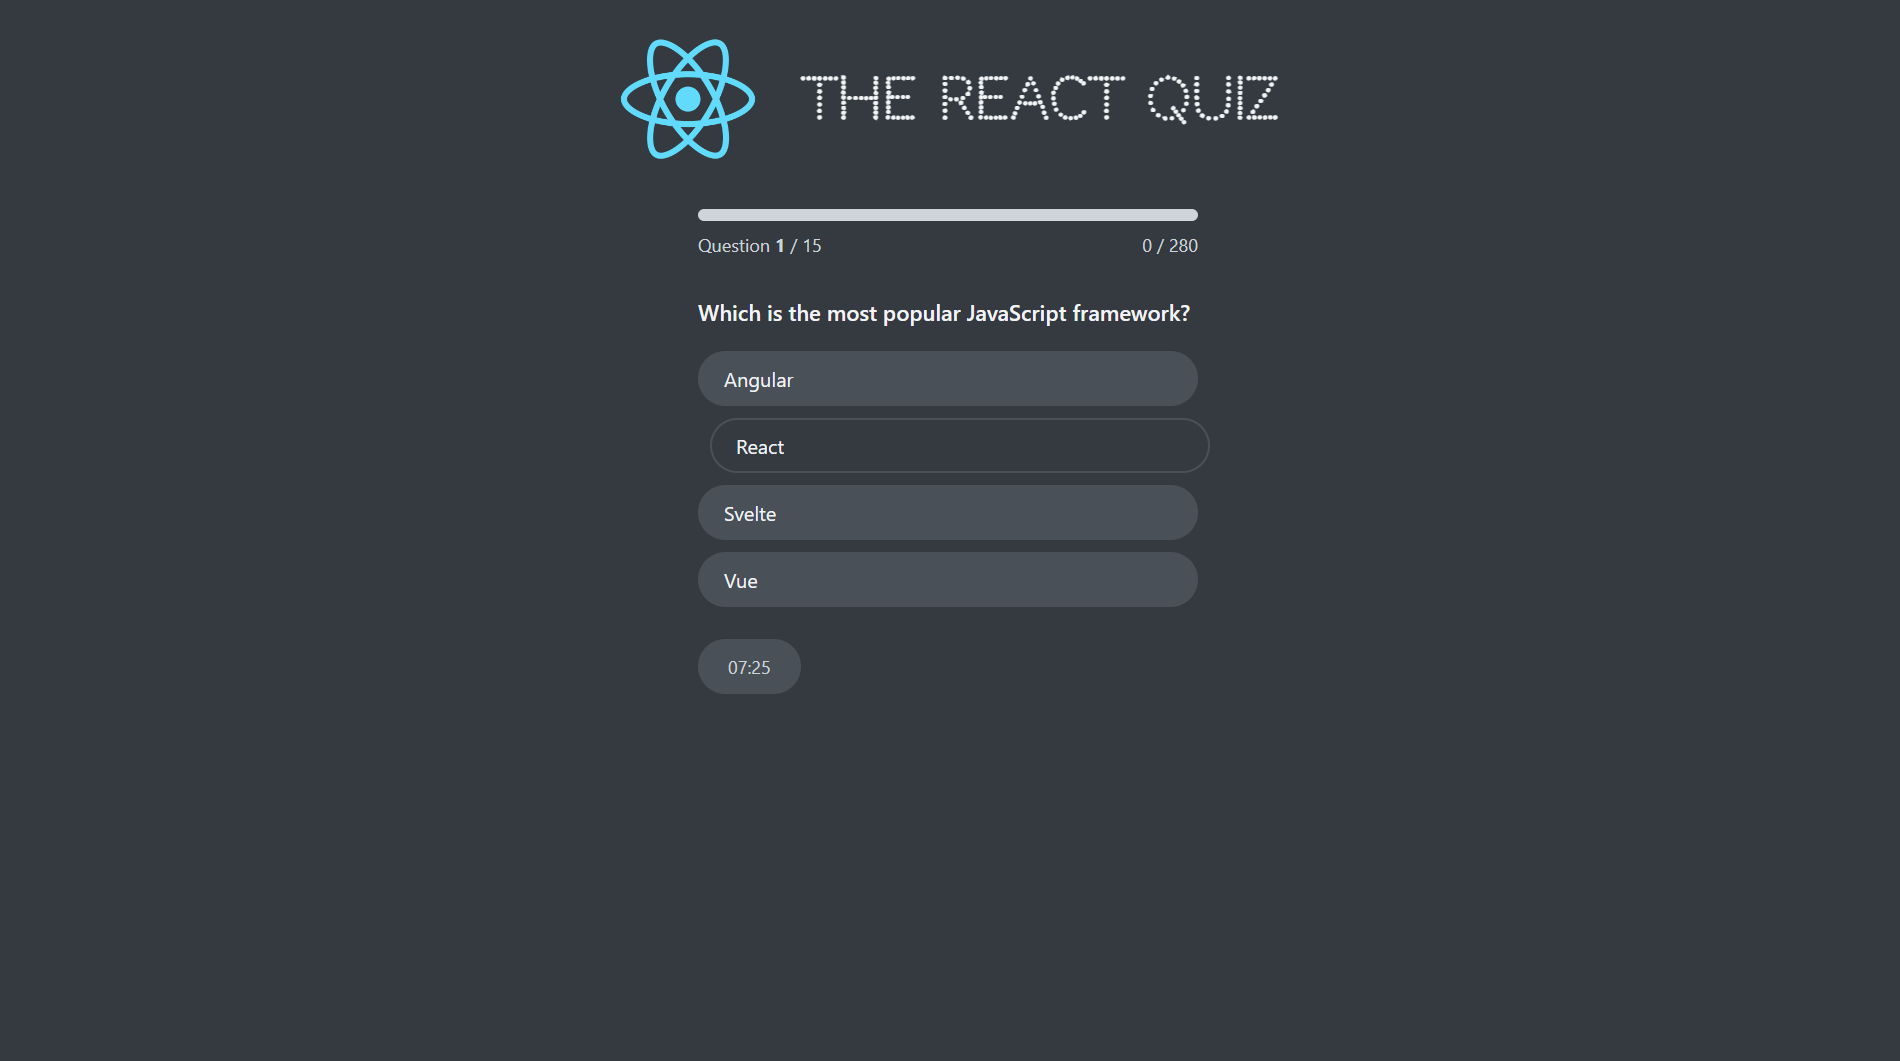 THE REACT QUIZ
Question 1 / 15
0 / 280
Which is the most popular JavaScript framework?
Angular
React
Svelte
Vue
07:25